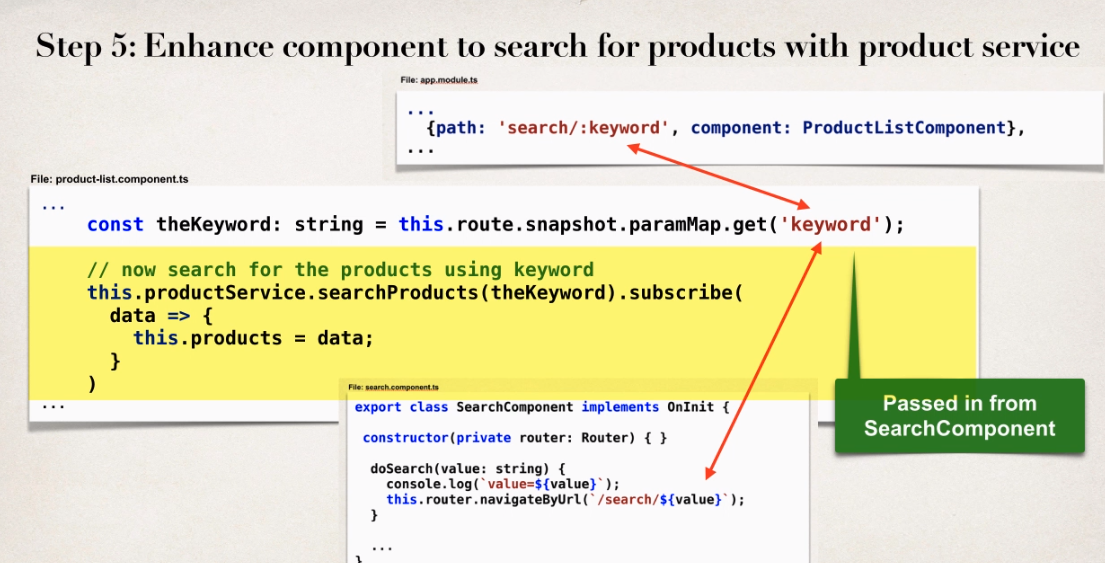 Step 5: Enhance component to search for products with product service
File: app.module.ts
...
{path: 'search/:keyword', component: ProductListComponent},
...
File: product-list.component.ts
...
const theKeyword: string = this.route.snapshot.paramMap.get('keyword');
// now search for the products using keyword
this.productService.searchProducts(theKeyword).subscribe(
data => {
this.products = data;
}
)
...
File: search.component.ts
export class SearchComponent implements OnInit {
constructor(private router: Router) { }
doSearch(value: string) {
console.log(`value=${value}`);
this.router.navigateByUrl(`/search/${value}`);
}
...
}
Passed in from
SearchComponent